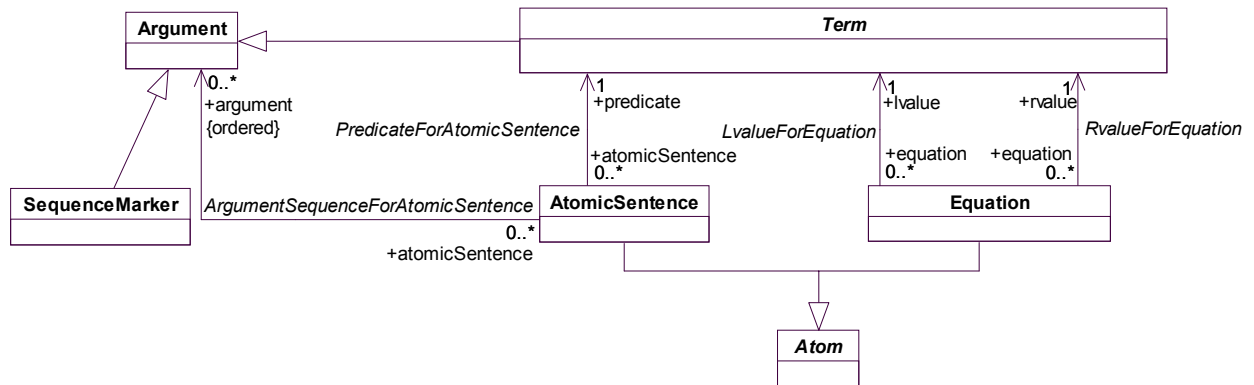 Argument
Term
0..*
+argument
{ordered}
1
+predicate
1
+lvalue
1
+rvalue
PredicateForAtomicSentence
LvalueForEquation
RvalueForEquation
+atomicSentence
0..*
+equation
0..*
+equation
0..*
SequenceMarker
ArgumentSequenceForAtomicSentence
AtomicSentence
Equation
0..*
+atomicSentence
Atom